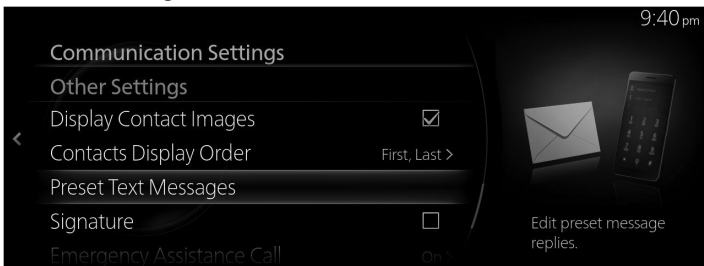 9:40 pm
Communication Settings
Other Settings
Display Contact Images
Contacts Display Order First, Last >
Preset Text Messages
Signature
Emergency Assistance Call On >
Edit preset message
replies.